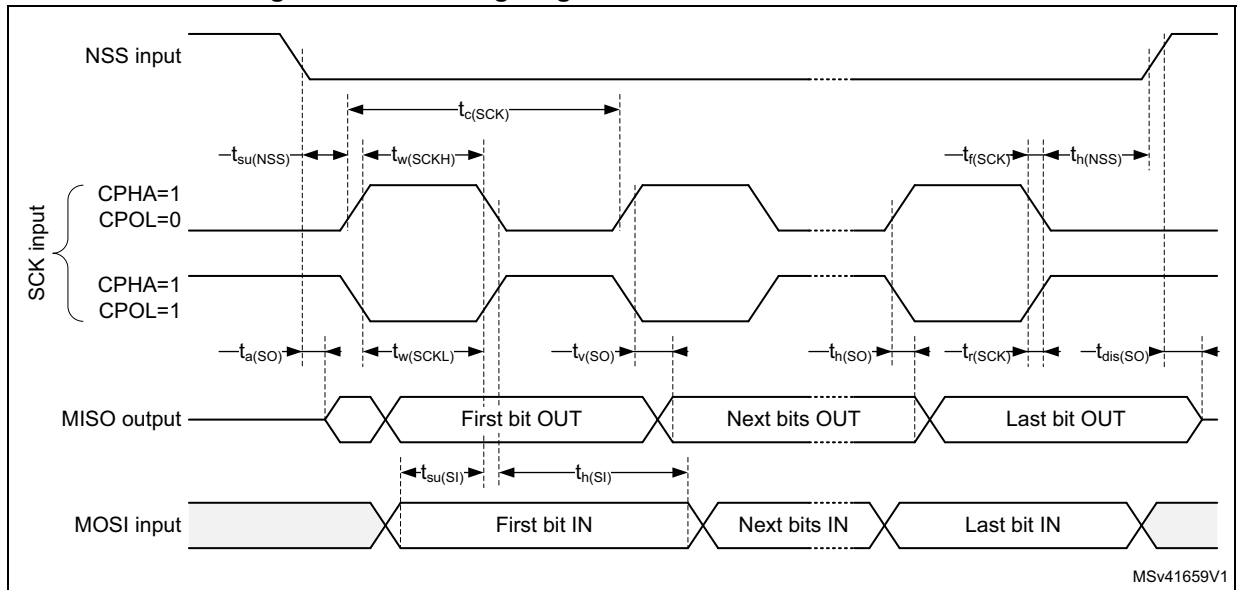 NSS input
tc(SCK)
tsu(NSS)
tw(SCKH)
tf(SCK)
th(NSS)
SCK input
CPHA=1
CPOL=0
CPHA=1
CPOL=1
ta(SO)
tw(SCKL)
tv(SO)
th(SO)
tr(SCK)
tdis(SO)
MISO output
First bit OUT
Next bits OUT
Last bit OUT
tsu(SI)
th(SI)
MOSI input
First bit IN
Next bits IN
Last bit IN
MSv41659V1